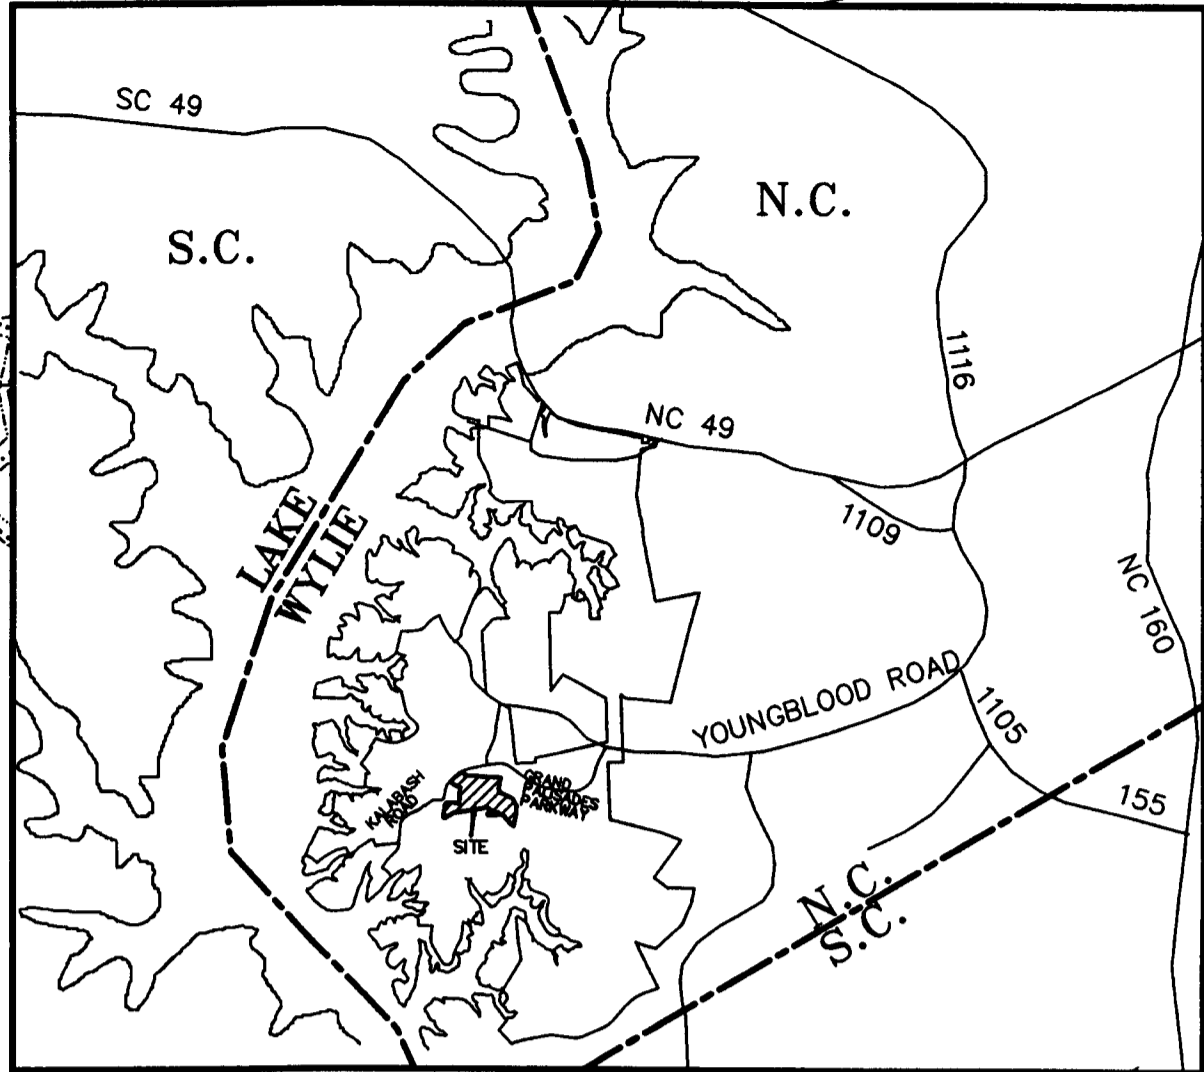 SC 49
N.C.
S.C.
1116
NC 49
LAKE
WYLIE
1109
NC 160
YOUNGBLOOD ROAD
1105
KALABASH
ROAD
GRAND
PALISADES
PARKWAY
155
SITE
N.C.
S.C.